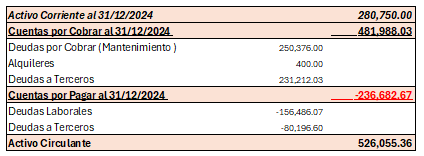 Activo Corriente al 31/12/2024 280,750.00
Cuentas por Cobrar al 31/12/2024 481,988.03
Deudas por Cobrar (Mantenimiento ) 250,376.00
Alquileres 400.00
Deudas a Terceros 231,212.03
Cuentas por Pagar al 31/12/2024 -236,682.67
Deudas Laborales -156,486.07
Deudas a Terceros -80,196.60
Activo Circulante 526,055.36